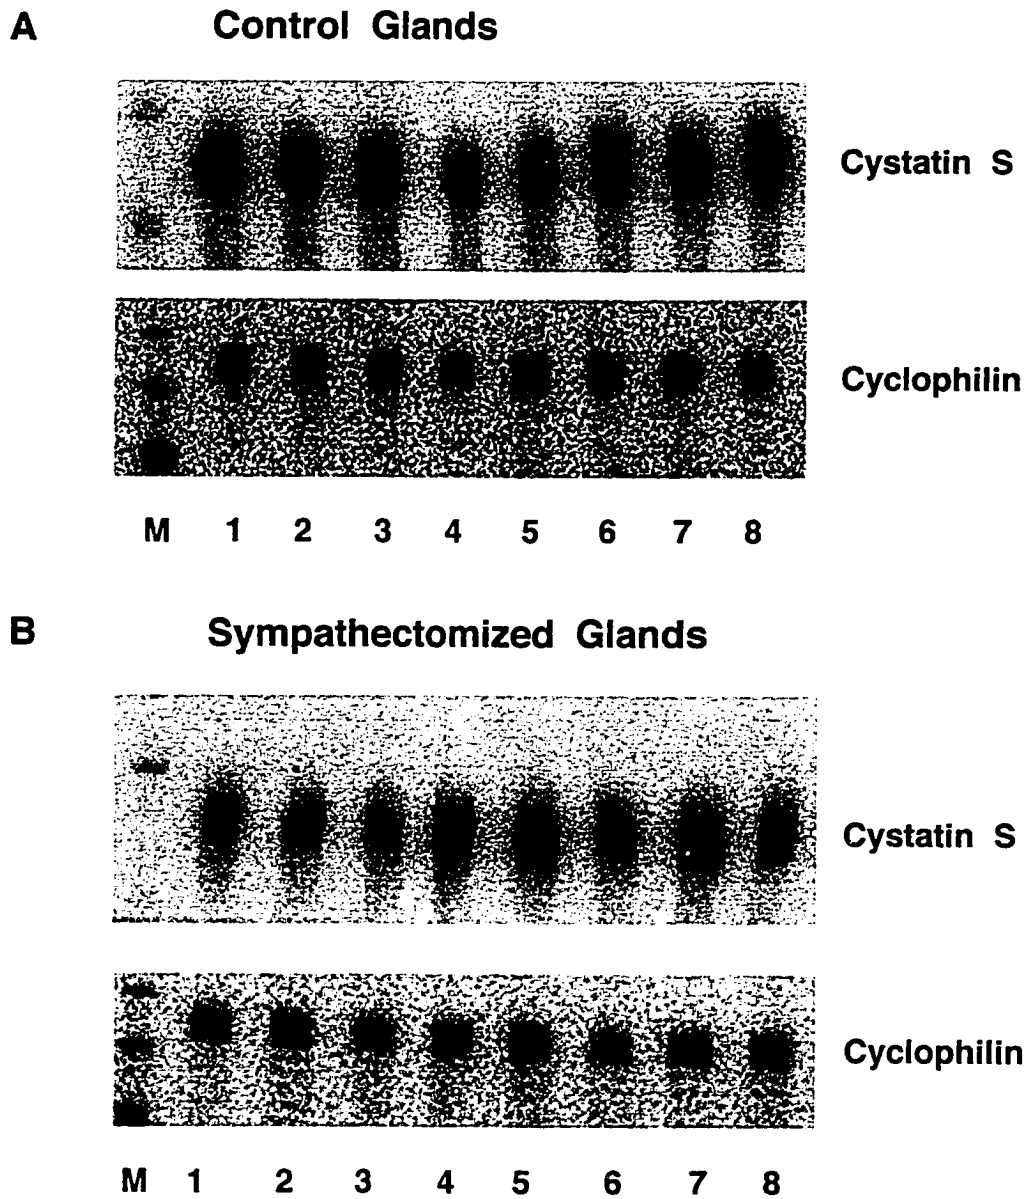 A Control Glands
Cystatin S
Cyclophilin
M 1 2 3 4 5 6 7 8
B Sympathectomized Glands
Cystatin S
Cyclophilin
M 1 2 3 4 5 6 7 8